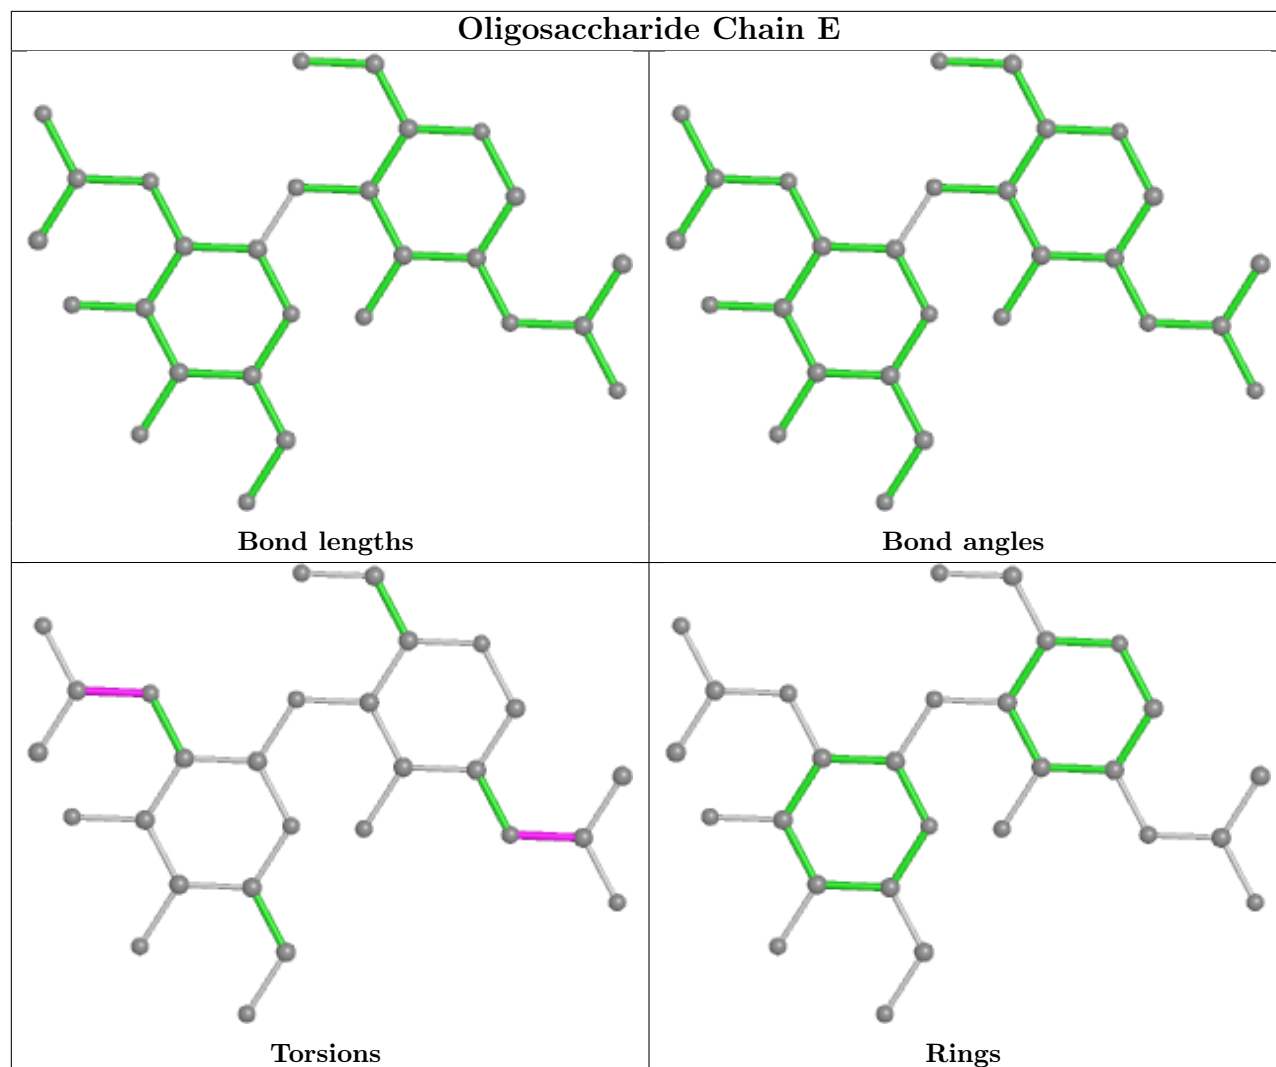 Oligosaccharide Chain E
Bond lengths
Bond angles
Torsions
Rings